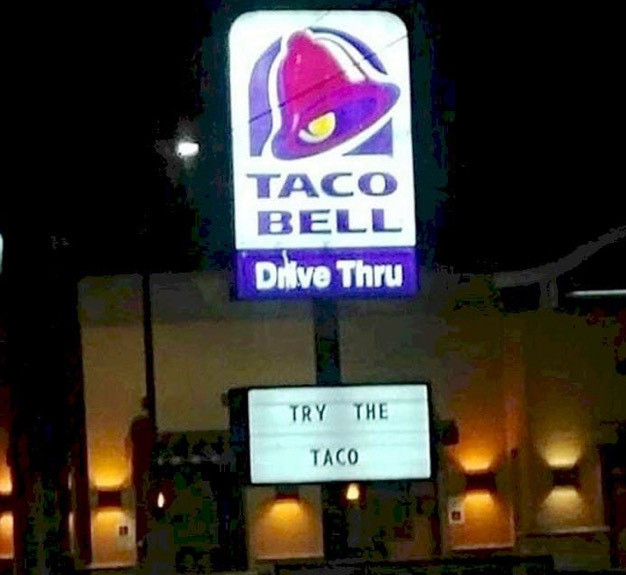 TACO
BELL
Drive Thru
TRY THE
TACO